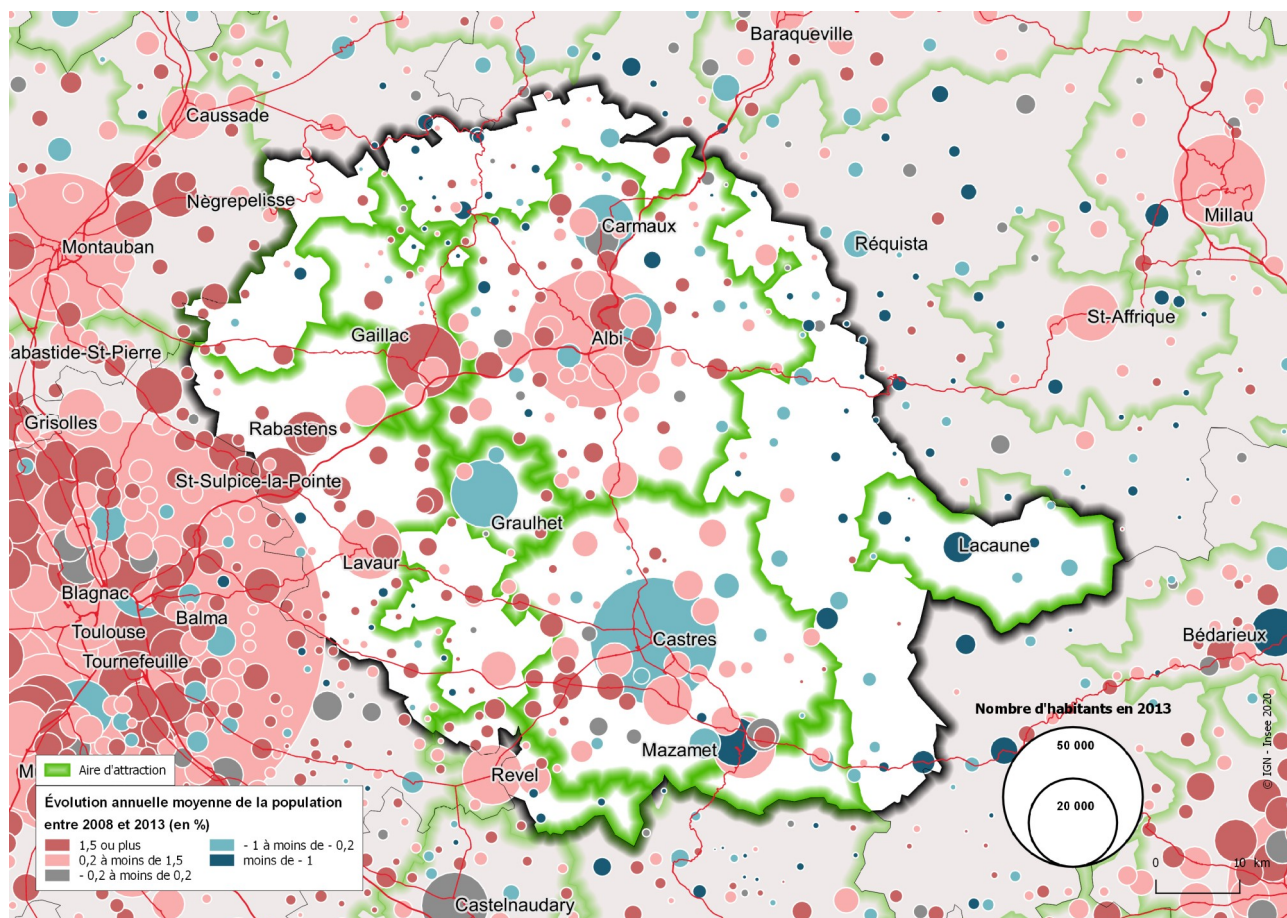 Baraqueville
Caussade
Nègrepelisse
Montauban
Carmaux
Réquista
Millau
St-Affrique
Gaillac
Albi
abastide-St-Pierre
Grisolles
Rabastens
St-Sulpice-la-Pointe
Graulhet
Lacaune
Lavaur
Blagnac
Balma
Toulouse
Castres
Tournefeuille
Bédarieux
Mazamet
Revel
Castelnaudary
Nombre d'habitants en 2013
50 000
20 000
0 10 km
© IGN - Insee 2020
Aire d'attraction
Évolution annuelle moyenne de la population
entre 2008 et 2013 (en %)
1,5 ou plus
0,2 à moins de 1,5
- 0,2 à moins de 0,2
- 1 à moins de - 0,2
moins de - 1